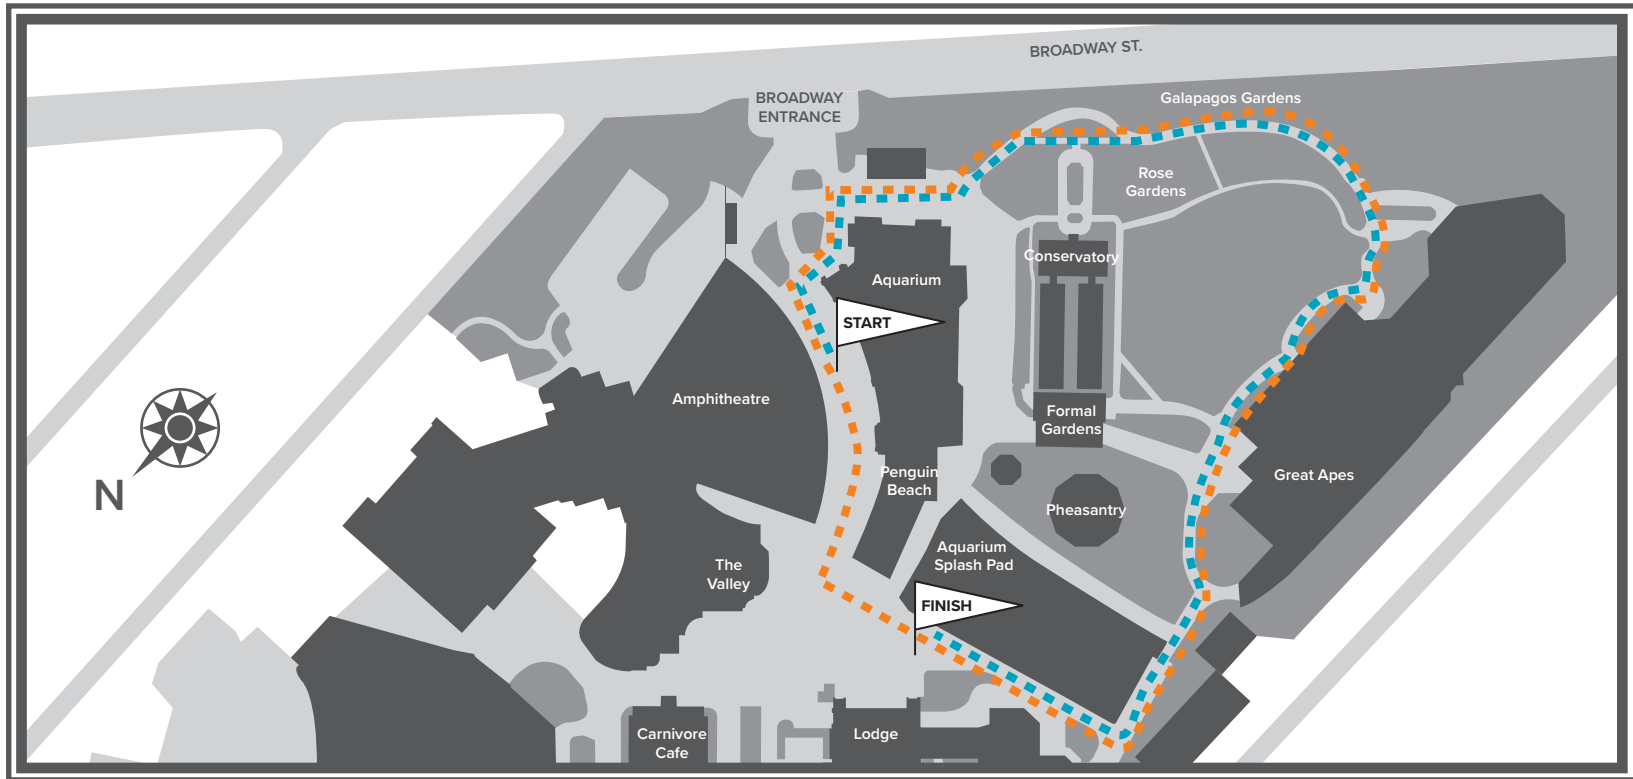 BROADWAY ST.
BROADWAY
ENTRANCE
Galapagos Gardens
Rose
Gardens
Conservatory
Aquarium
START
Amphitheatre
Formal
Gardens
Penguin
Beach
Great Apes
N
Pheasantry
Aquarium
Splash Pad
The
Valley
FINISH
Carnivore
Cafe
Lodge